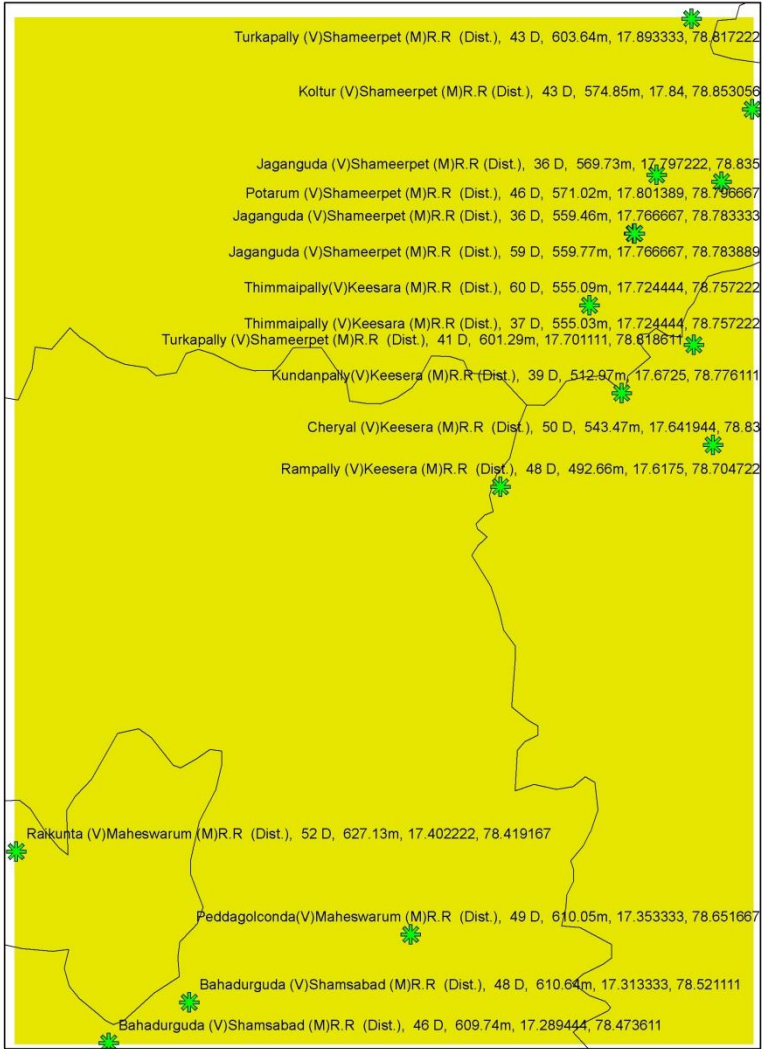 Turkapally (V)Shameerpet (M)R.R (Dist.), 43 D, 603.64m, 17.893333, 78.817222
Koltur (V)Shameerpet (M)R.R (Dist.), 43 D, 574.85m, 17.84, 78.853056
Jaganguda (V)Shameerpet (M)R.R (Dist.), 36 D, 569.73m, 17.797222, 78.835
Potarum (V)Shameerpet (M)R.R (Dist.), 46 D, 571.02m, 17.801389, 78.796667
Jaganguda (V)Shameerpet (M)R.R (Dist.), 36 D, 559.46m, 17.766667, 78.783333
Jaganguda (V)Shameerpet (M)R.R (Dist.), 59 D, 559.77m, 17.766667, 78.783889
Thimmaipally(V)Keesara (M)R.R (Dist.), 60 D, 555.09m, 17.724444, 78.757222
Thimmaipally (V)Keesara (M)R.R (Dist.), 37 D, 555.03m, 17.724444, 78.757222
Turkapally (V)Shameerpet (M)R.R (Dist.), 41 D, 601.29m, 17.701111, 78.818611
Kundanpally(V)Keesera (M)R.R (Dist.), 39 D, 512.97m, 17.6725, 78.776111
Cheryal (V)Keesera (M)R.R (Dist.), 50 D, 543.47m, 17.641944, 78.83
Rampally (V)Keesera (M)R.R (Dist.), 48 D, 492.66m, 17.6175, 78.704722
Raikunta (V)Maheswarum (M)R.R (Dist.), 52 D, 627.13m, 17.402222, 78.419167
Peddagolconda(V)Maheswarum (M)R.R (Dist.), 49 D, 610.05m, 17.353333, 78.651667
Bahadurguda (V)Shamsabad (M)R.R (Dist.), 48 D, 610.64m, 17.313333, 78.521111
Bahadurguda (V)Shamsabad (M)R.R (Dist.), 46 D, 609.74m, 17.289444, 78.473611